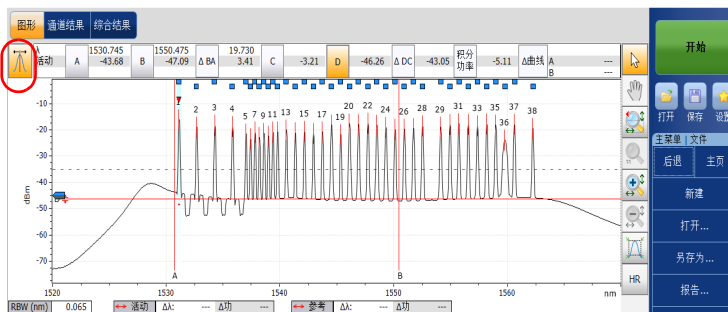 图形 通道结果 综合结果
开始
λ 1530.745 1550.475 19.730
活动 A -43.68 B -47.09 Δ BA 3.41 C -3.21 D -46.26 Δ DC -43.05 积分功率 -5.11 Δ曲线 A ---
B ---
打开 保存 设置
主菜单 | 文件
后退 主页
新建
打开...
另存为...
报告...
HR
1 2 3 4 5 7 9 11 13 15 17 19 20 22 24 26 28 29 31 33 35 36 37 38
-10
-20
-30
-40
-50
-60
-70
dBm
A B
1520 1530 1540 1550 1560 nm
RBW (nm) 0.065 活动 Δλ: --- Δ功 --- 参考 Δλ: --- Δ功 ---